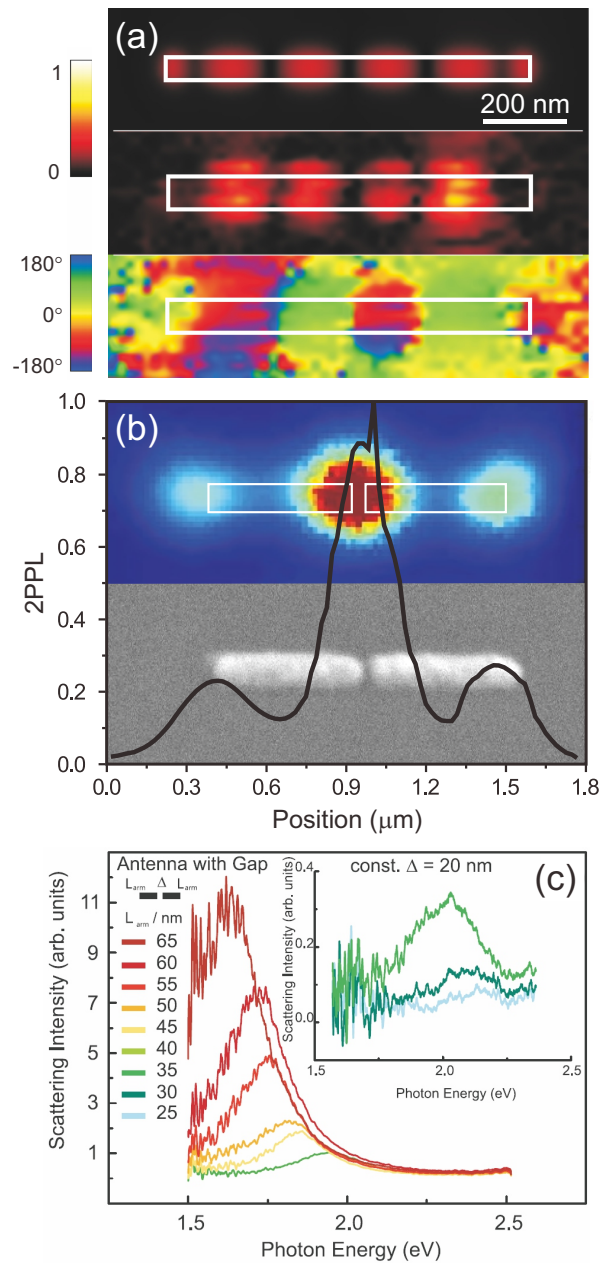 (a)
1
0
200 nm
180°
0°
-180°
(b)
1.0
0.8
0.6
0.4
0.2
0.0
2PPL
0.0 0.3 0.6 0.9 1.2 1.5 1.8
Position (μm)
(c)
Antenna with Gap
L arm Δ L arm
L arm / nm
65
60
55
50
45
40
35
30
25
11
9
7
5
3
1
Scattering Intensity (arb. units)
1.5 2.0 2.5
Photon Energy (eV)
const. Δ = 20 nm
0.4
0.2
0.0
Scattering Intensity (arb. units)
1.5 2.0 2.5
Photon Energy (eV)